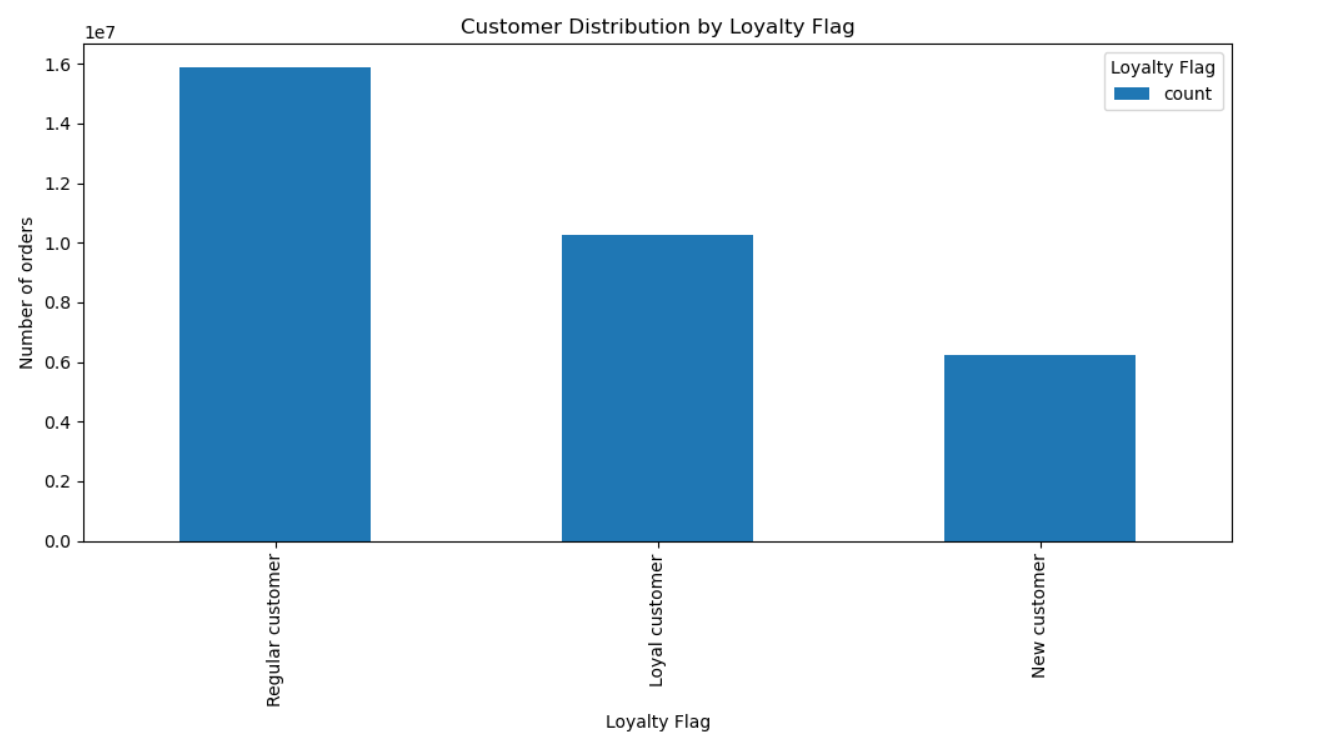 Customer Distribution by Loyalty Flag
1e7
Loyalty Flag
count
1.6
1.4
1.2
1.0
0.8
0.6
0.4
0.2
0.0
Number of orders
Regular customer
Loyal customer
New customer
Loyalty Flag